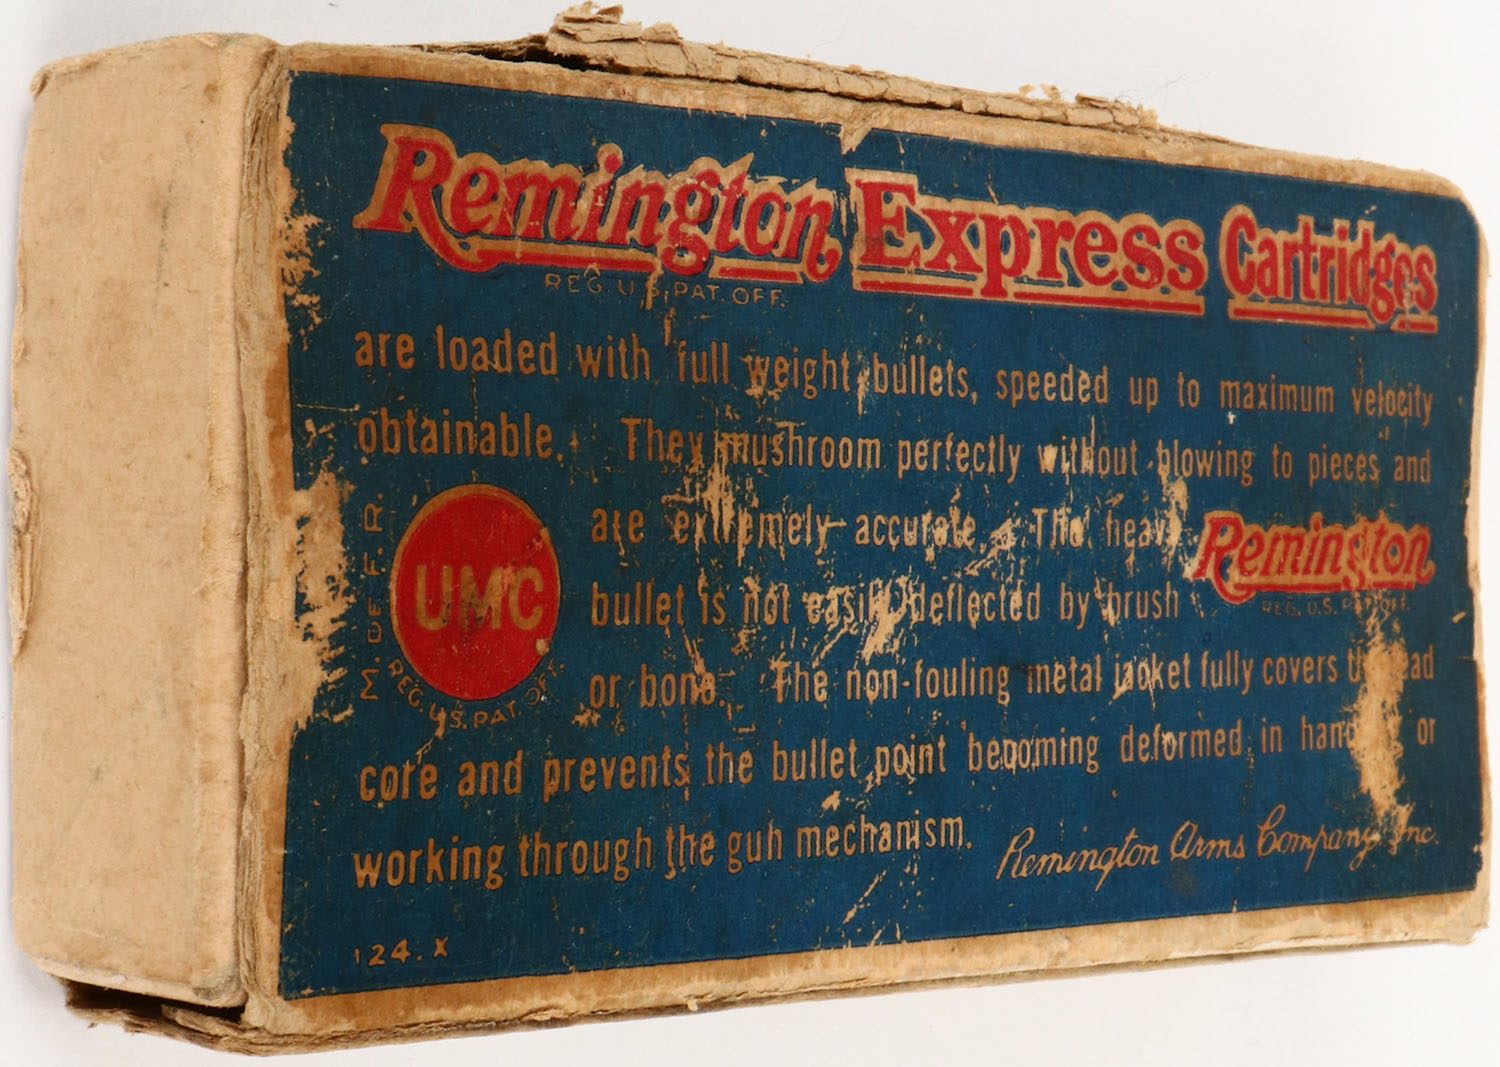 Remington Express Cartridges
REG. U.S. PAT. OFF.
are loaded with full weight bullets, speeded up to maximum velocity
obtainable. They mushroom perfectly without blowing to pieces and
are extremely accurate. The heavy Remington
REG. U.S. PAT. OFF.
bullet is not easily deflected by brush
or bone. The non-fouling metal jacket fully covers
core and prevents the bullet point becoming deformed in or
working through the gun mechanism.
M. OF F.R.
UMC
REG. U.S. PAT. OFF.
Remington Arms Company, Inc.
124. X